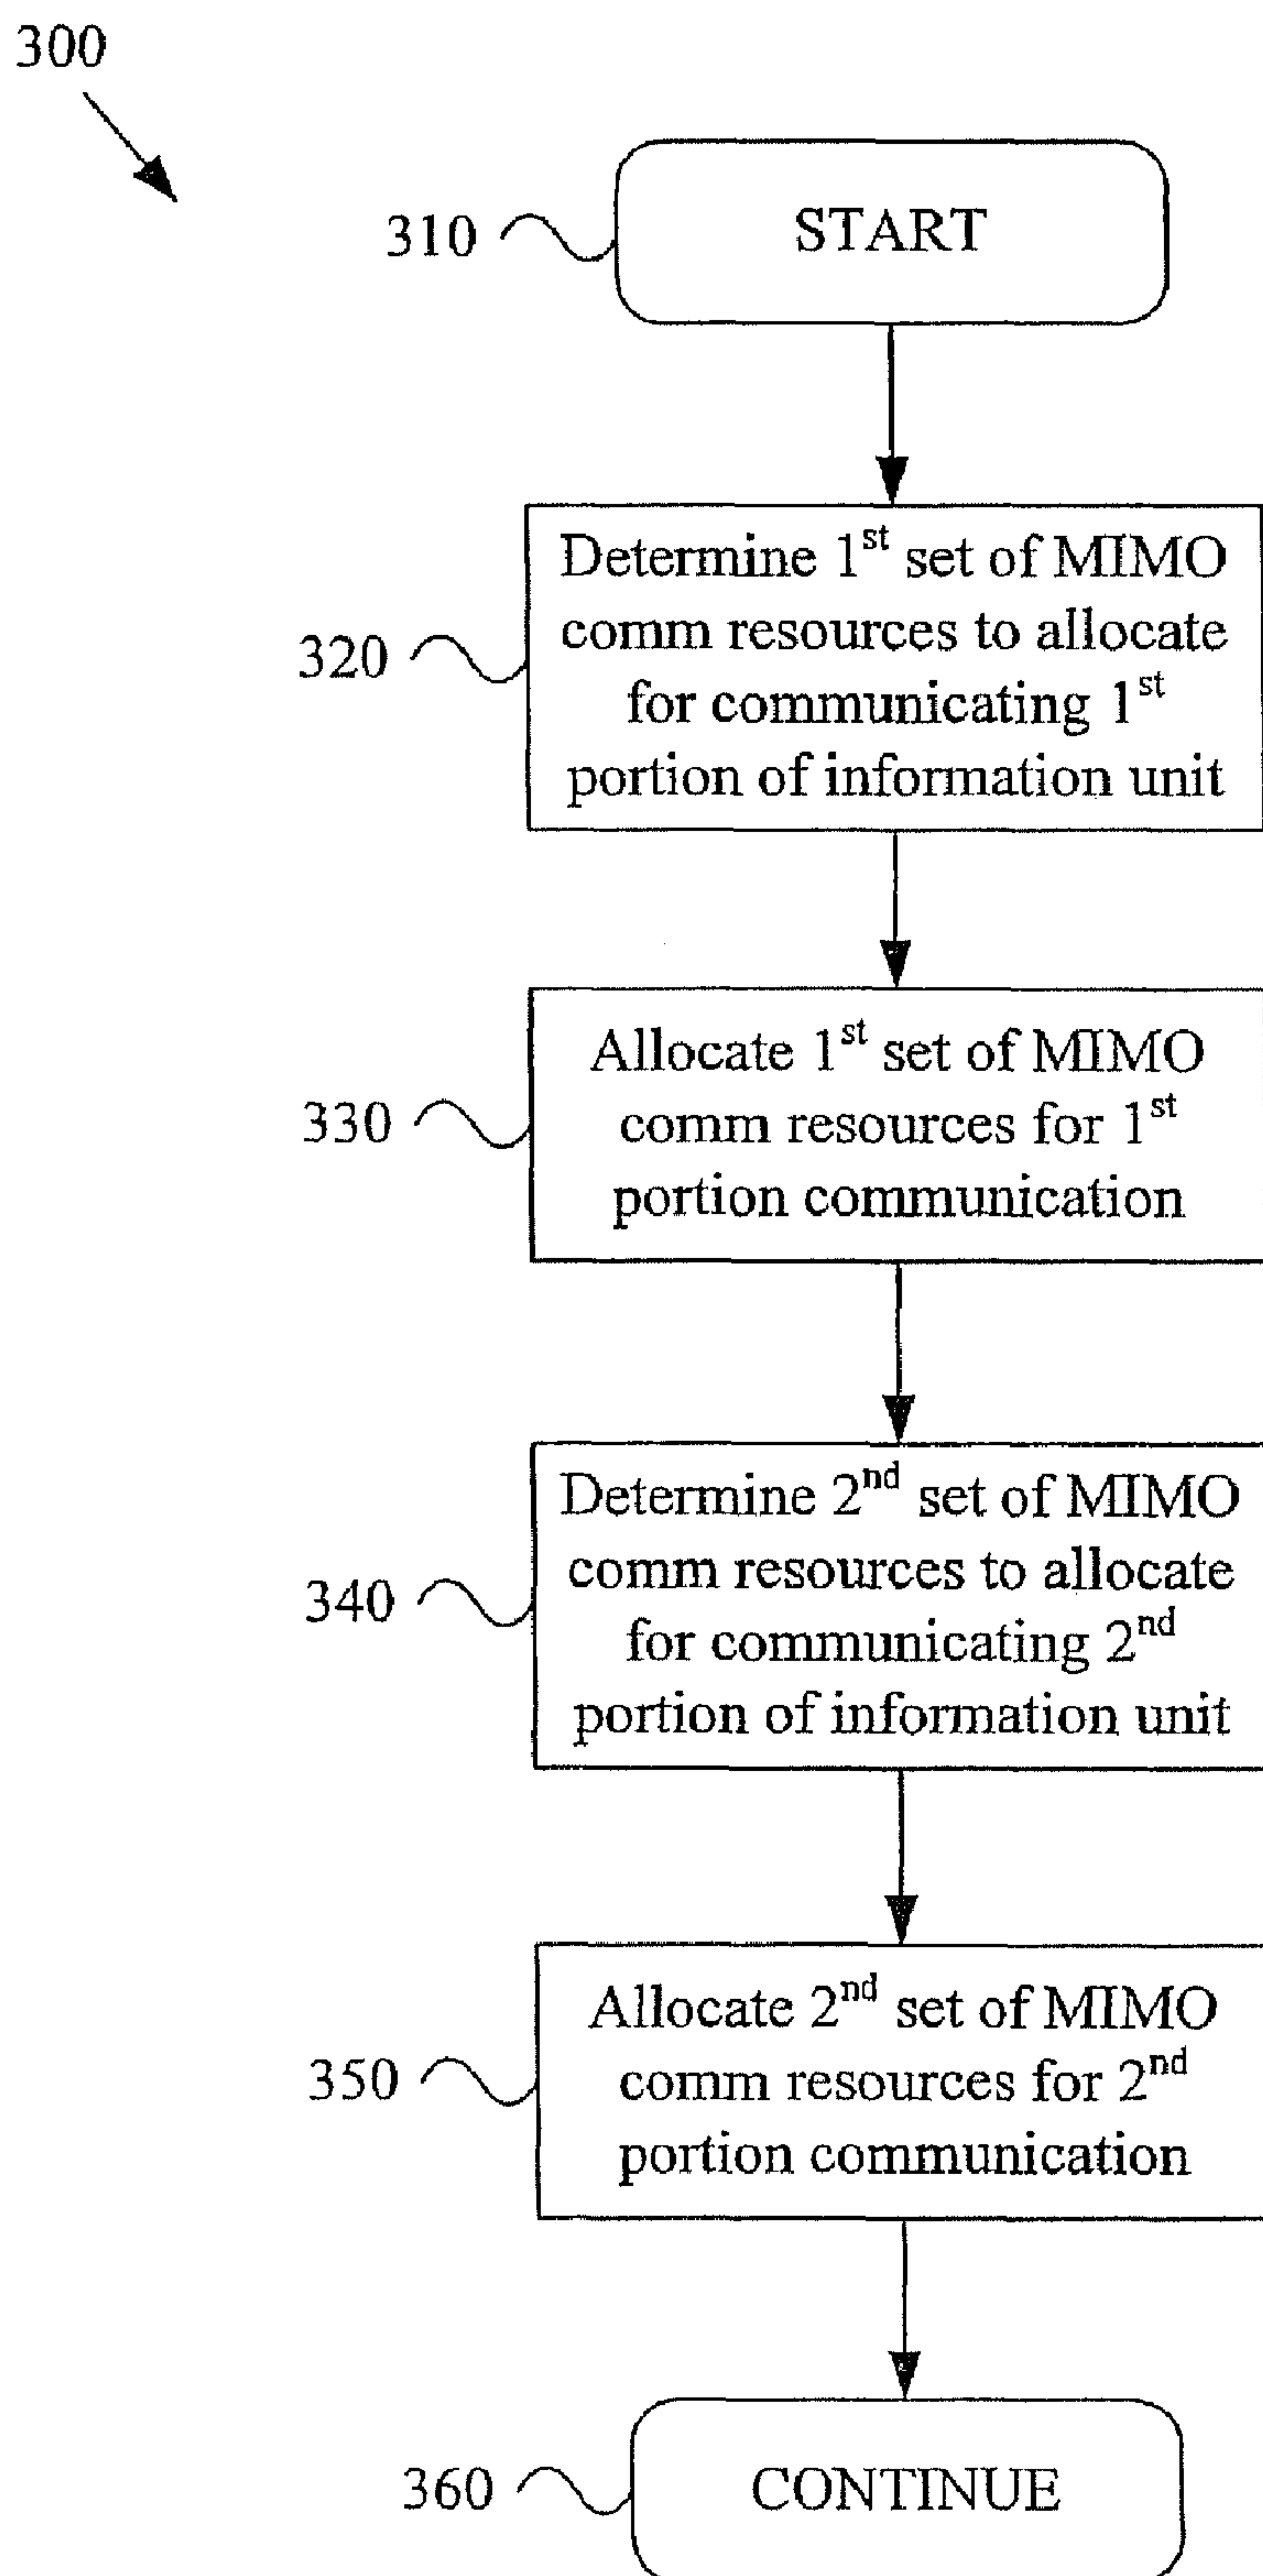 300
310
START
320
Determine 1st set of MIMO
comm resources to allocate
for communicating 1st
portion of information unit
330
Allocate 1st set of MIMO
comm resources for 1st
portion communication
340
Determine 2nd set of MIMO
comm resources to allocate
for communicating 2nd
portion of information unit
350
Allocate 2nd set of MIMO
comm resources for 2nd
portion communication
360
CONTINUE